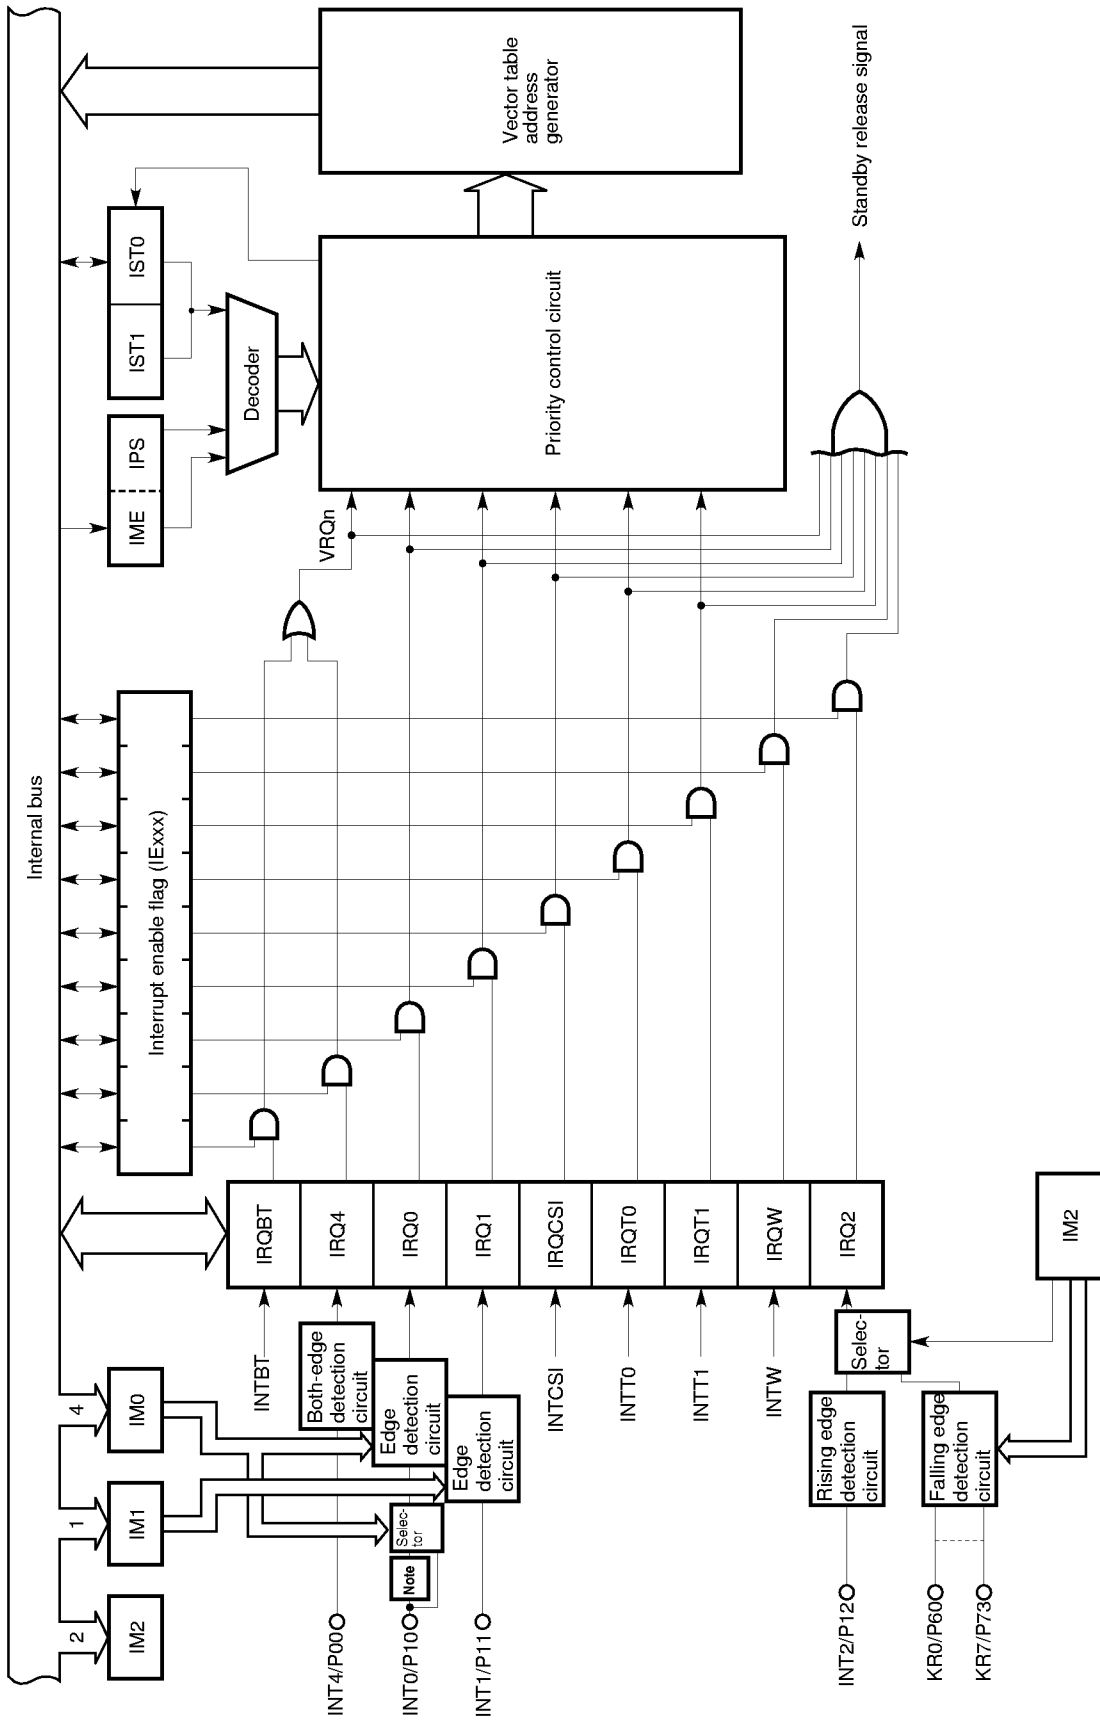 Internal bus
2
1
4
IM2
IM1
IM0
Interrupt enable flag (IExxx)
IME
IPS
IST1
IST0
Decoder
VRQn
INTBT
IRQBT
INT4/P00
Both-edge
detection
circuit
IRQ4
INT0/P10
Note
Selec-
tor
Edge
detection
circuit
IRQ0
INT1/P11
Edge
detection
circuit
IRQ1
INTCSI
IRQCSI
INTT0
IRQT0
INTT1
IRQT1
INTW
IRQW
INT2/P12
Rising edge
detection
circuit
Selec-
tor
IRQ2
KR0/P60
KR7/P73
Falling edge
detection
circuit
IM2
Priority control circuit
Vector table
address
generator
Standby release signal